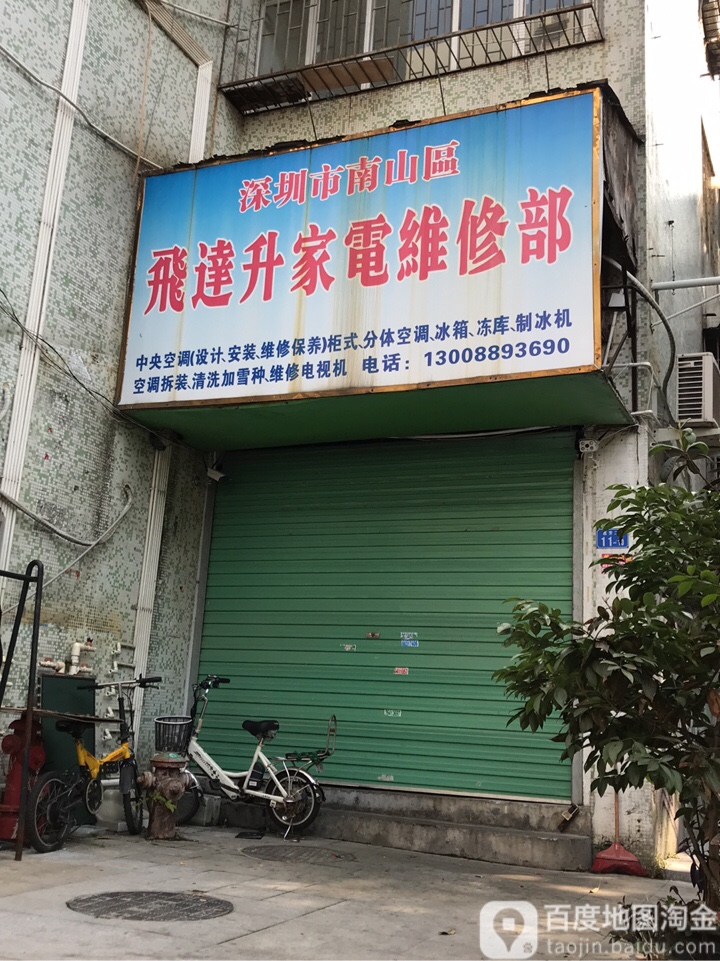 深圳市南山區
飛達升家電維修部
中央空调(设计、安装、维修保养)柜式、分体空调、冰箱、冻库、制冰机
空调拆装、清洗加雪种、维修电视机 电话：13008893690
百度地图淘金
taojin.baidu.com